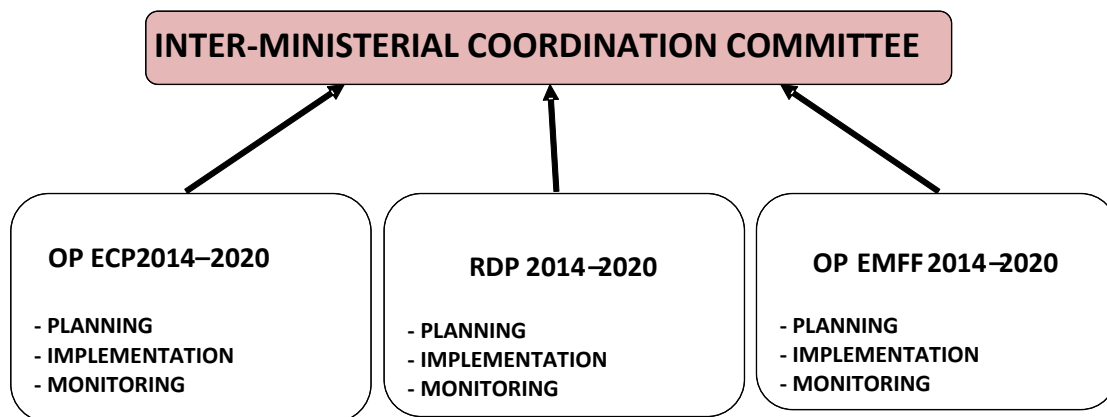 INTER-MINISTERIAL COORDINATION COMMITTEE
OP ECP2014–2020
- PLANNING
- IMPLEMENTATION
- MONITORING
RDP 2014–2020
- PLANNING
- IMPLEMENTATION
- MONITORING
OP EMFF 2014–2020
- PLANNING
- IMPLEMENTATION
- MONITORING